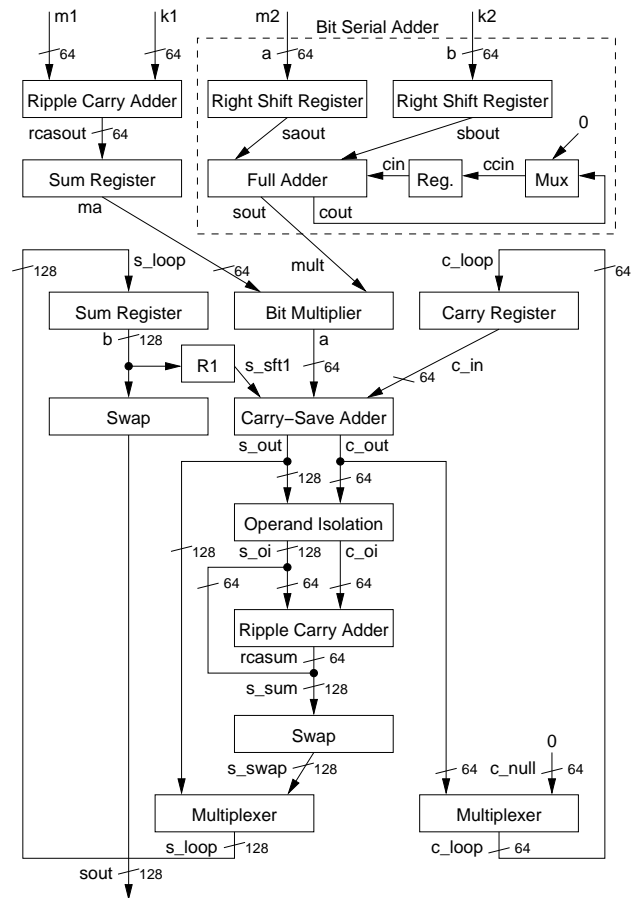 m1 k1 m2 k2
Bit Serial Adder
64 64 a 64 b 64
Ripple Carry Adder Right Shift Register Right Shift Register
rcasout 64 saout sbout 0
Sum Register Full Adder cin Reg. ccin Mux
ma sout cout
128 s_loop 64 mult c_loop 64
Sum Register Bit Multiplier Carry Register
b 128 a
R1 s_sft1 64 64 c_in
Swap Carry−Save Adder
s_out c_out
128 64
Operand Isolation
128 s_oi 128 c_oi
64 64 64
Ripple Carry Adder
rcasum 64
s_sum 128
Swap 0
s_swap 128 64 c_null 64
Multiplexer Multiplexer
s_loop 128 c_loop 64
sout 128